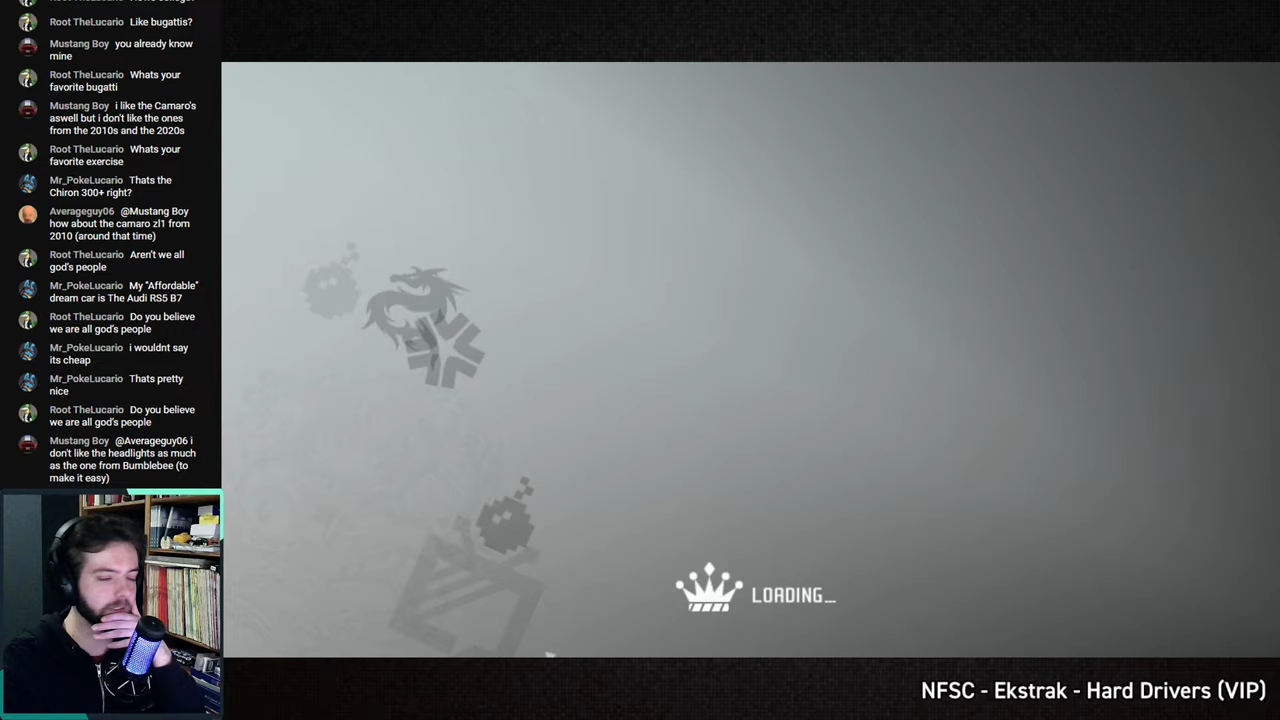 Root TheLucario Like bugattis?
Mustang Boy you already know
mine
Root TheLucario Whats your
favorite bugatti
Mustang Boy i like the Camaro's
aswell but i don't like the ones
from the 2010s and the 2020s
Root TheLucario Whats your
favorite exercise
Mr_PokeLucario Thats the
Chiron 300+ right?
Averageguy06 @Mustang Boy
how about the camaro zl1 from
2010 (around that time)
Root TheLucario Aren't we all
god's people
Mr_PokeLucario My "Affordable"
dream car is The Audi RS5 B7
Root TheLucario Do you believe
we are all god's people
Mr_PokeLucario i wouldnt say
its cheap
Mr_PokeLucario Thats pretty
nice
Root TheLucario Do you believe
we are all god's people
Mustang Boy @Averageguy06 i
don't like the headlights as much
as the one from Bumblebee (to
make it easy)
LOADING...
NFSC - Ekstrak - Hard Drivers (VIP)